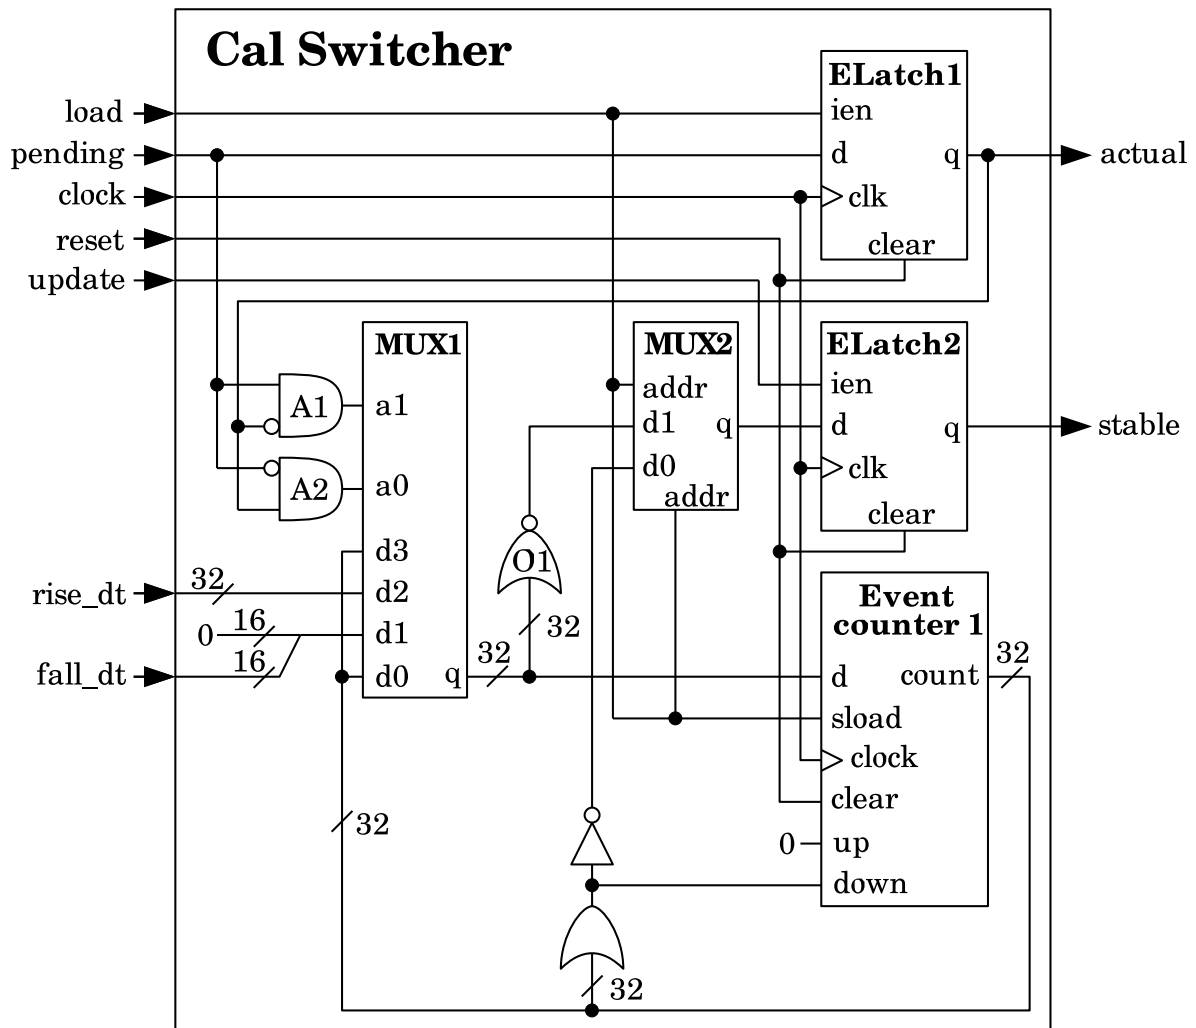 Cal Switcher
load
pending
clock
reset
update
ELatch1
ien
d
q
clk
clear
actual
MUX1
A1
a1
A2
a0
d3
d2
d1
d0
q
MUX2
addr
d1
q
d0
addr
ELatch2
ien
d
q
clk
clear
stable
O1
32
rise_dt
32
0
16
16
fall_dt
32
Event
counter 1
d
count
32
sload
clock
clear
0
up
down
32
32